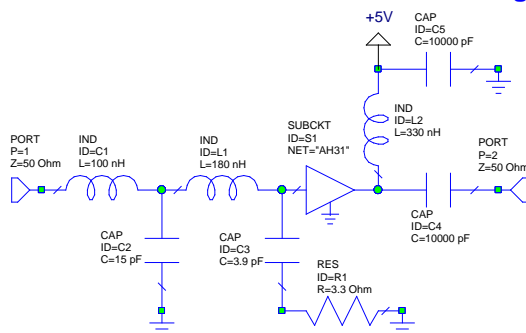 +5V
CAP
ID=C5
C=10000 pF
IND
ID=L2
L=330 nH
PORT
P=1
Z=50 Ohm
IND
ID=C1
L=100 nH
IND
ID=L1
L=180 nH
SUBCKT
ID=S1
NET="AH31"
PORT
P=2
Z=50 Ohm
CAP
ID=C2
C=15 pF
CAP
ID=C3
C=3.9 pF
RES
ID=R1
R=3.3 Ohm
CAP
ID=C4
C=10000 pF